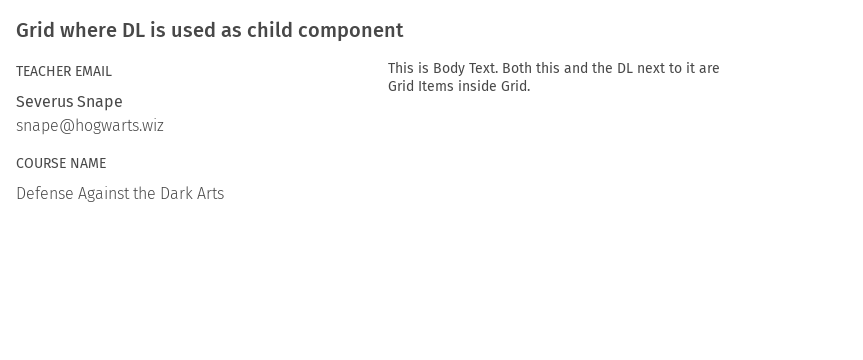 Grid where DL is used as child component
TEACHER EMAIL
Severus Snape
snape@hogwarts.wiz
COURSE NAME
Defense Against the Dark Arts
This is Body Text. Both this and the DL next to it are
Grid Items inside Grid.